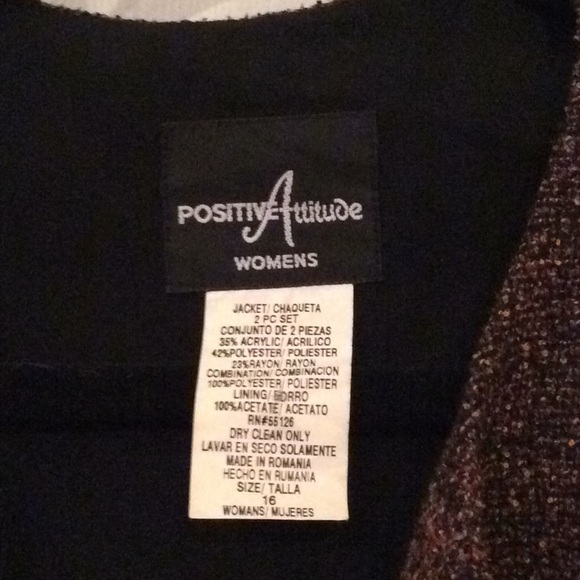 POSITIVE Attitude
WOMENS
JACKET/ CHAQUETA
2 PC SET
CONJUNTO DE 2 PIEZAS
35% ACRYLIC/ ACRILICO
42%POLYESTER/ POLIESTER
23%RAYON/ RAYON
COMBINATION/ COMBINACION
100%POLYESTER/ POLIESTER
LINING/ FORRO
100%ACETATE/ ACETATO
RN#55126
DRY CLEAN ONLY
LAVAR EN SECO SOLAMENTE
MADE IN ROMANIA
HECHO EN RUMANIA
SIZE/ TALLA
16
WOMANS/ MUJERES